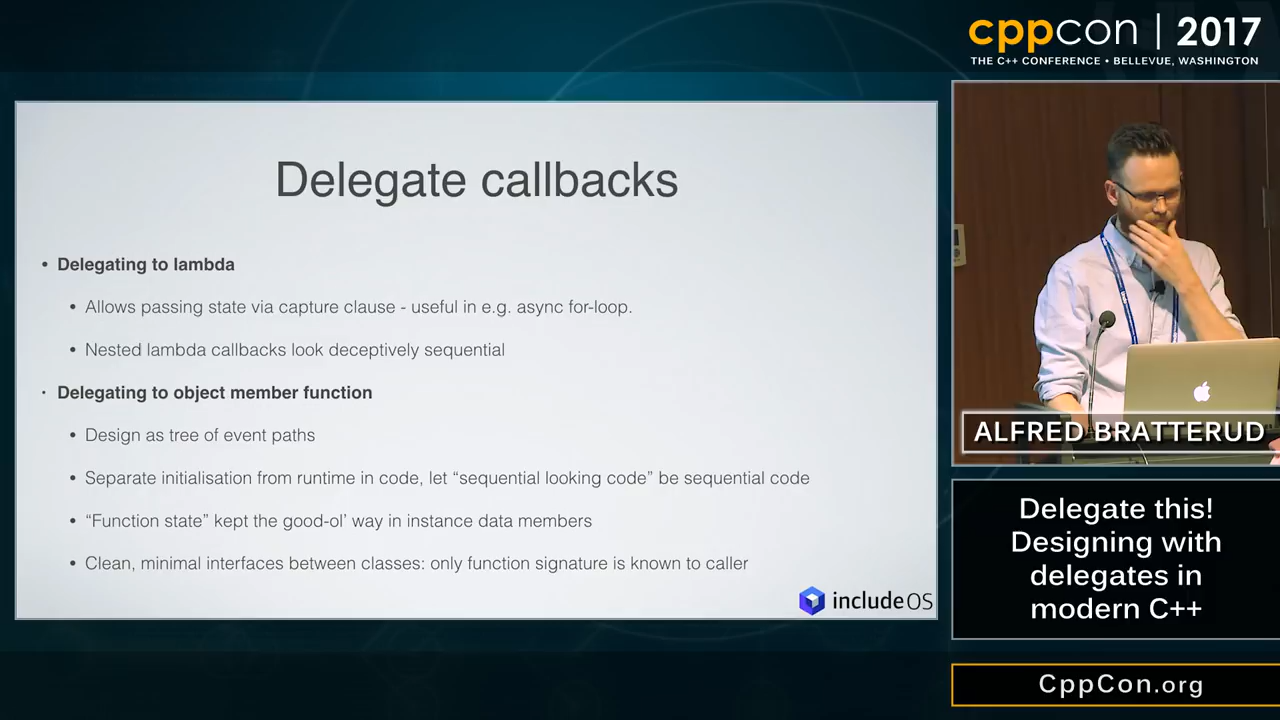 cppcon | 2017
THE C++ CONFERENCE • BELLEVUE, WASHINGTON
Delegate callbacks
• Delegating to lambda
• Allows passing state via capture clause - useful in e.g. async for-loop.
• Nested lambda callbacks look deceptively sequential
• Delegating to object member function
• Design as tree of event paths
• Separate initialisation from runtime in code, let “sequential looking code” be sequential code
• “Function state” kept the good-ol’ way in instance data members
• Clean, minimal interfaces between classes: only function signature is known to caller
includeOS
ALFRED BRATTERUD
Delegate this!
Designing with
delegates in
modern C++
CppCon.org